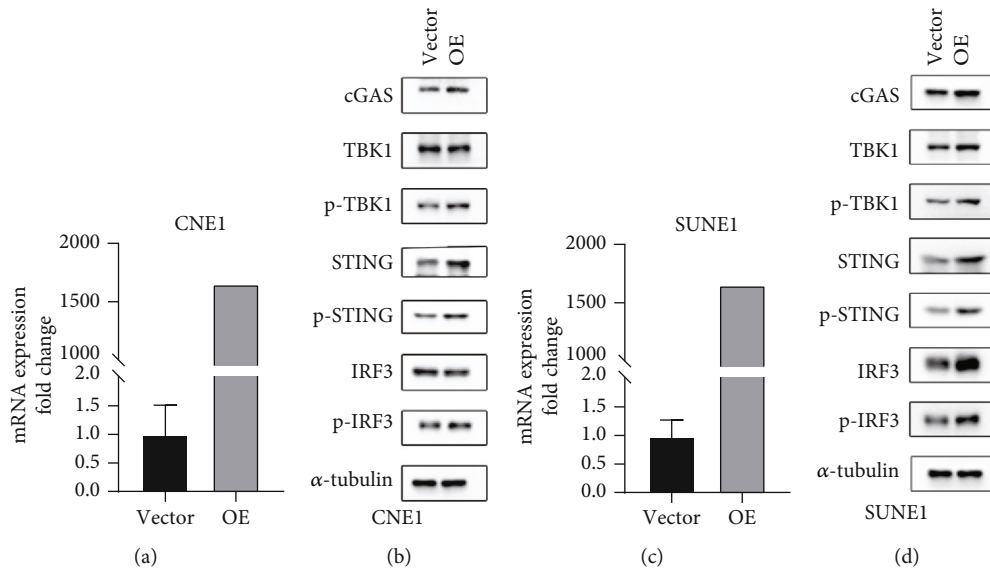 CNE1
mRNA expression
fold change
2000
1500
1000
2.0
1.5
1.0
0.5
0.0
Vector OE
(a)
Vector
OE
cGAS
TBK1
p-TBK1
STING
p-STING
IRF3
p-IRF3
α-tubulin
CNE1
(b)
SUNE1
mRNA expression
fold change
2000
1500
1000
2.0
1.5
1.0
0.5
0.0
Vector OE
(c)
Vector
OE
cGAS
TBK1
p-TBK1
STING
p-STING
IRF3
p-IRF3
α-tubulin
SUNE1
(d)